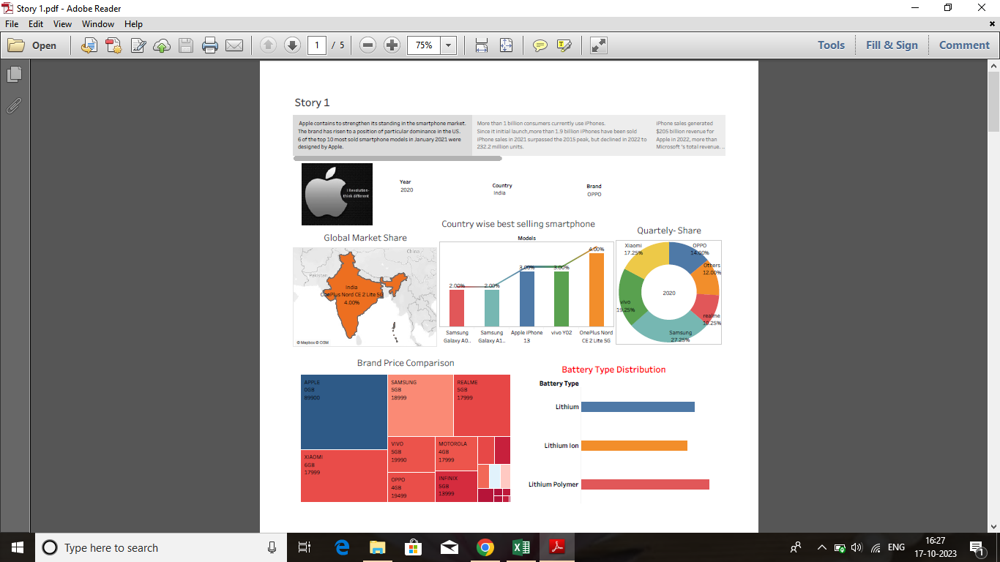 Story 1.pdf - Adobe Reader
File Edit View Window Help
Open 1 / 5 75% Tools Fill & Sign Comment
Story 1
Apple contains to strengthen its standing in the smartphone market.
The brand has risen to a position of particular dominance in the US.
6 of the top 10 most sold smartphone models in January 2021 were
designed by Apple.
More than 1 billion consumers currently use iPhones.
Since it initial launch,more than 1.9 billion iPhones have been sold
iPhone sales in 2021 surpassed the 2015 peak, but declined in 2022 to
232.2 million units.
iPhone sales generated
$205 billion revenue for
Apple in 2022, more than
Microsoft 's total revenue. ..
I Revolution-
think different
Year
2020
Country
India
Brand
OPPO
Global Market Share
China
Pakistan
India
OnePlus Nord CE 2 Lite 5G
4.00%
© Mapbox © OSM
Country wise best selling smartphone
Models
2.00% 2.00% 3.00% 3.00% 4.00%
Samsung
Galaxy A0..
Samsung
Galaxy A1..
Apple iPhone
13
vivo Y02
OnePlus Nord
CE 2 Lite 5G
Quartely- Share
Xiaomi
17.25%
OPPO
14.00%
Others
12.00%
2020
vivo
19.25%
realme
10.25%
Samsung
27.25%
Brand Price Comparison
APPLE
0GB
89900
SAMSUNG
5GB
18999
REALME
5GB
17999
XIAOMI
6GB
17999
VIVO
5GB
19990
MOTOROLA
4GB
17999
OPPO
4GB
19499
INFINIX
5GB
13999
Battery Type Distribution
Battery Type
Lithium
Lithium Ion
Lithium Polymer
Type here to search
ENG
16:27
17-10-2023
1